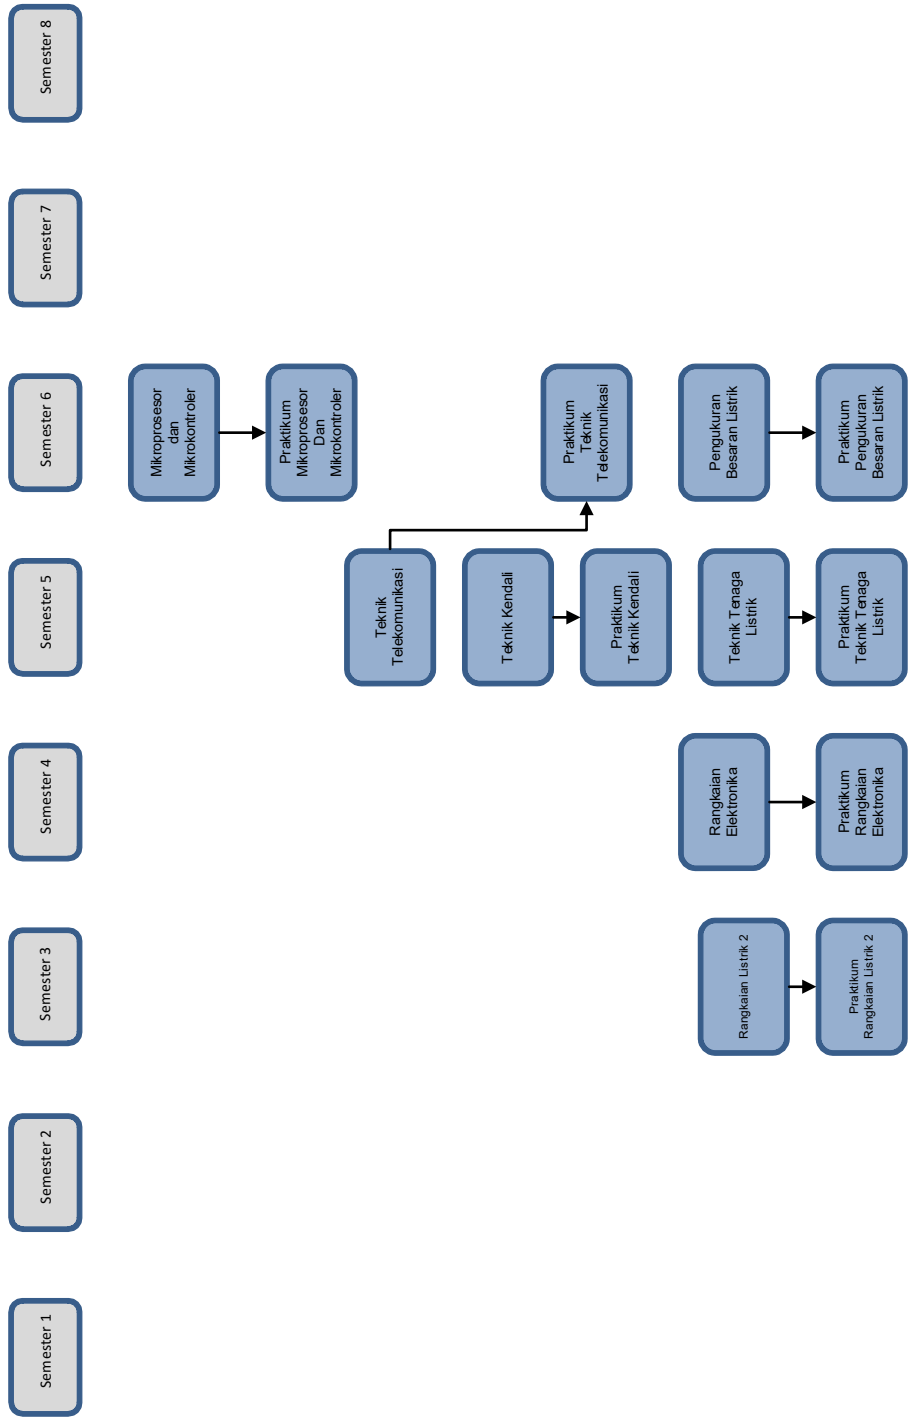 Semester 1
Semester 2
Semester 3
Semester 4
Semester 5
Semester 6
Semester 7
Semester 8
Mikroprosesor
dan
Mikrokontroler
Praktikum
Mikroprosesor
Dan
Mikrokontroler
Teknik
Telekomunikasi
Teknik Kendali
Praktikum
Teknik
Telekomunikasi
Praktikum
Teknik Kendali
Rangkaian Listrik 2
Rangkaian
Elektronika
Teknik Tenaga
Listrik
Pengukuran
Besaran Listrik
Praktikum
Rangkaian Listrik 2
Praktikum
Rangkaian
Elektronika
Praktikum
Teknik Tenaga
Listrik
Praktikum
Pengukuran
Besaran Listrik